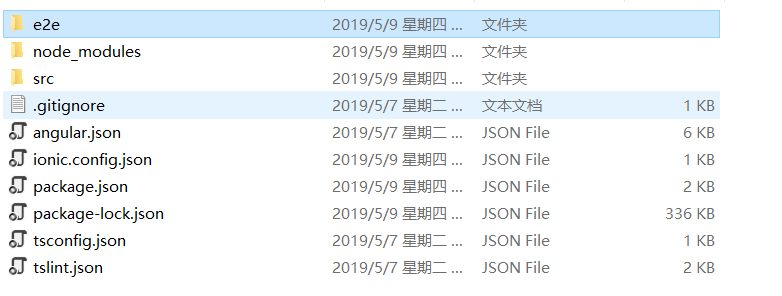 e2e 2019/5/9 星期四 ... 文件夹
node_modules 2019/5/9 星期四 ... 文件夹
src 2019/5/9 星期四 ... 文件夹
.gitignore 2019/5/7 星期二 ... 文本文档 1 KB
angular.json 2019/5/7 星期二 ... JSON File 6 KB
ionic.config.json 2019/5/9 星期四 ... JSON File 1 KB
package.json 2019/5/9 星期四 ... JSON File 2 KB
package-lock.json 2019/5/9 星期四 ... JSON File 336 KB
tsconfig.json 2019/5/7 星期二 ... JSON File 1 KB
tslint.json 2019/5/7 星期二 ... JSON File 2 KB